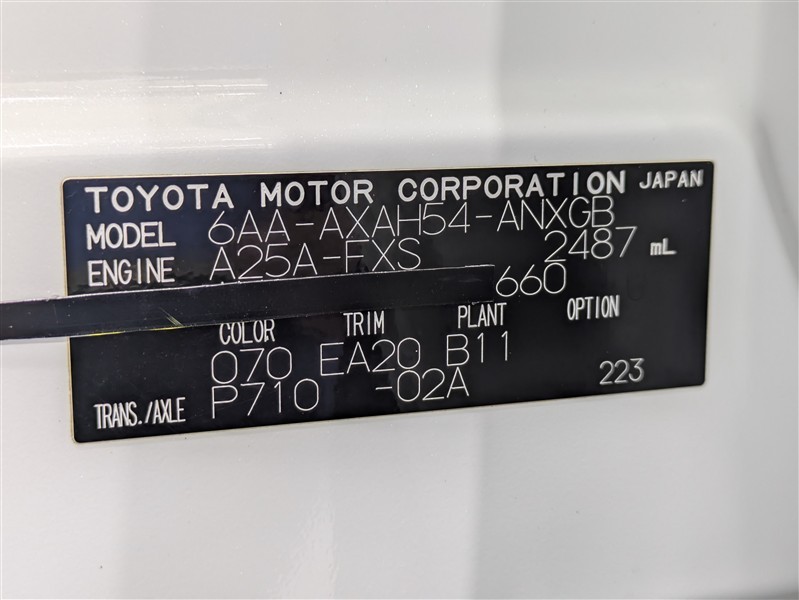 TOYOTA MOTOR CORPORATION JAPAN
MODEL 6AA-AXAH54-ANXGB
ENGINE A25A-FXS 2487 mL
660
COLOR TRIM PLANT OPTION
070 EA20 B11
TRANS./AXLE P710 -02A 223